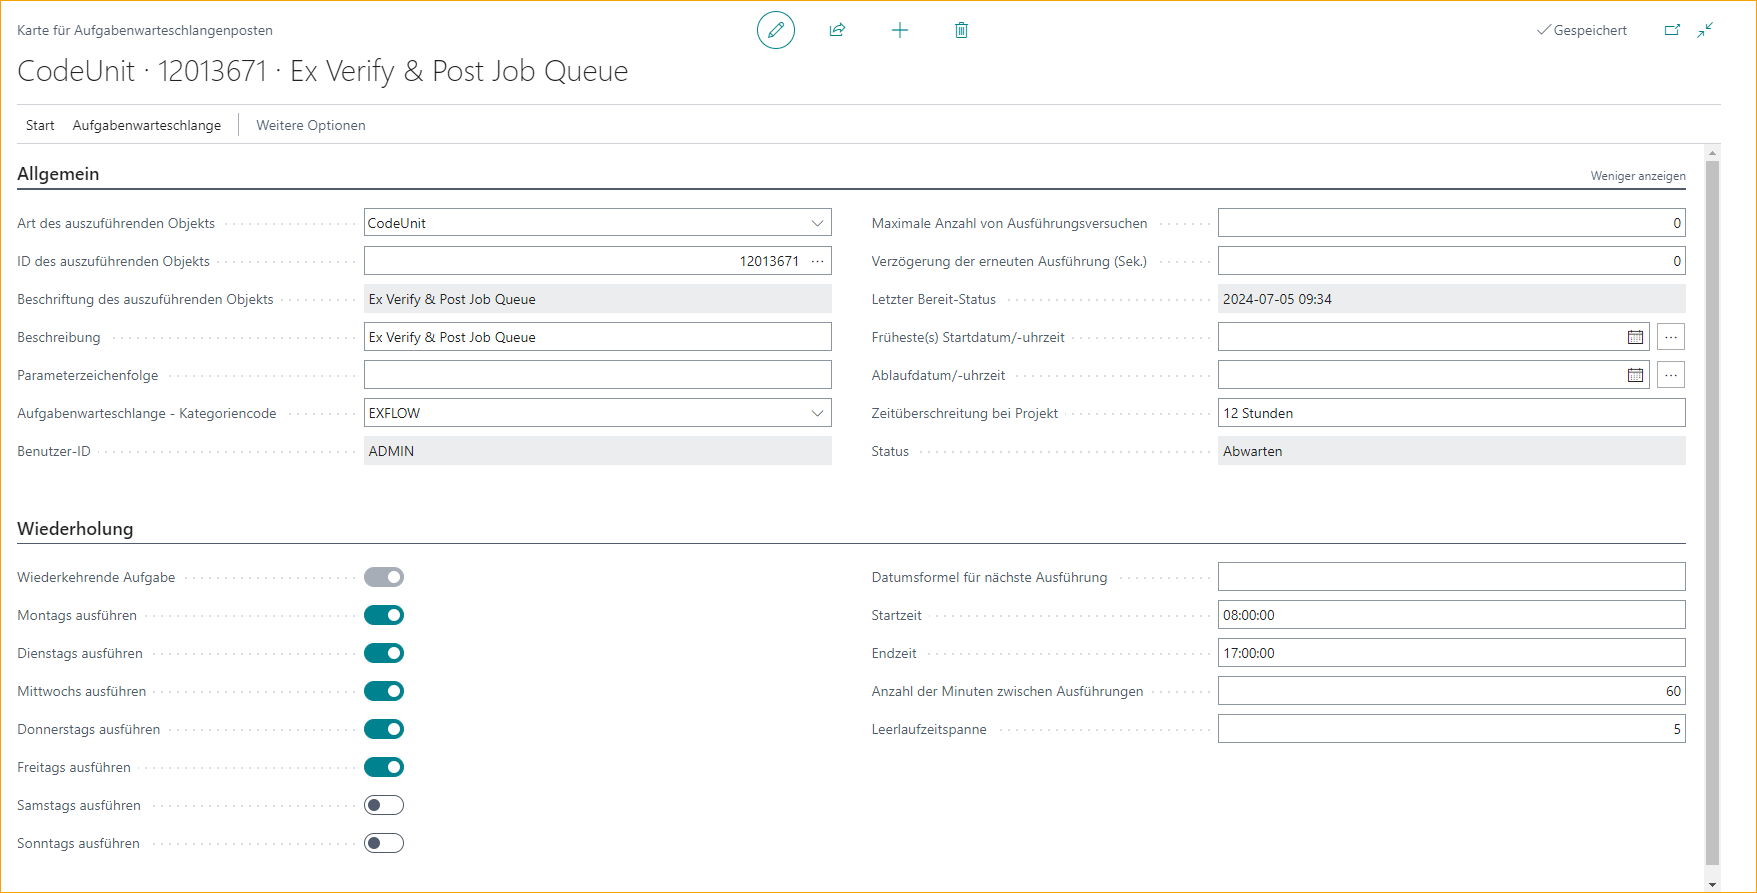 Karte für Aufgabenwarteschlangenposten
Gespeichert
CodeUnit · 12013671 · Ex Verify & Post Job Queue
Start Aufgabenwarteschlange Weitere Optionen
Allgemein
Weniger anzeigen
Art des auszuführenden Objekts CodeUnit
ID des auszuführenden Objekts 12013671
Beschriftung des auszuführenden Objekts Ex Verify & Post Job Queue
Beschreibung Ex Verify & Post Job Queue
Parameterzeichenfolge
Aufgabenwarteschlange - Kategoriencode EXFLOW
Benutzer-ID ADMIN
Maximale Anzahl von Ausführungsversuchen 0
Verzögerung der erneuten Ausführung (Sek.) 0
Letzter Bereit-Status 2024-07-05 09:34
Früheste(s) Startdatum/-uhrzeit
Ablaufdatum/-uhrzeit
Zeitüberschreitung bei Projekt 12 Stunden
Status Abwarten
Wiederholung
Wiederkehrende Aufgabe
Montags ausführen
Dienstags ausführen
Mittwochs ausführen
Donnerstags ausführen
Freitags ausführen
Samstags ausführen
Sonntags ausführen
Datumsformel für nächste Ausführung
Startzeit 08:00:00
Endzeit 17:00:00
Anzahl der Minuten zwischen Ausführungen 60
Leerlaufzeitspanne 5